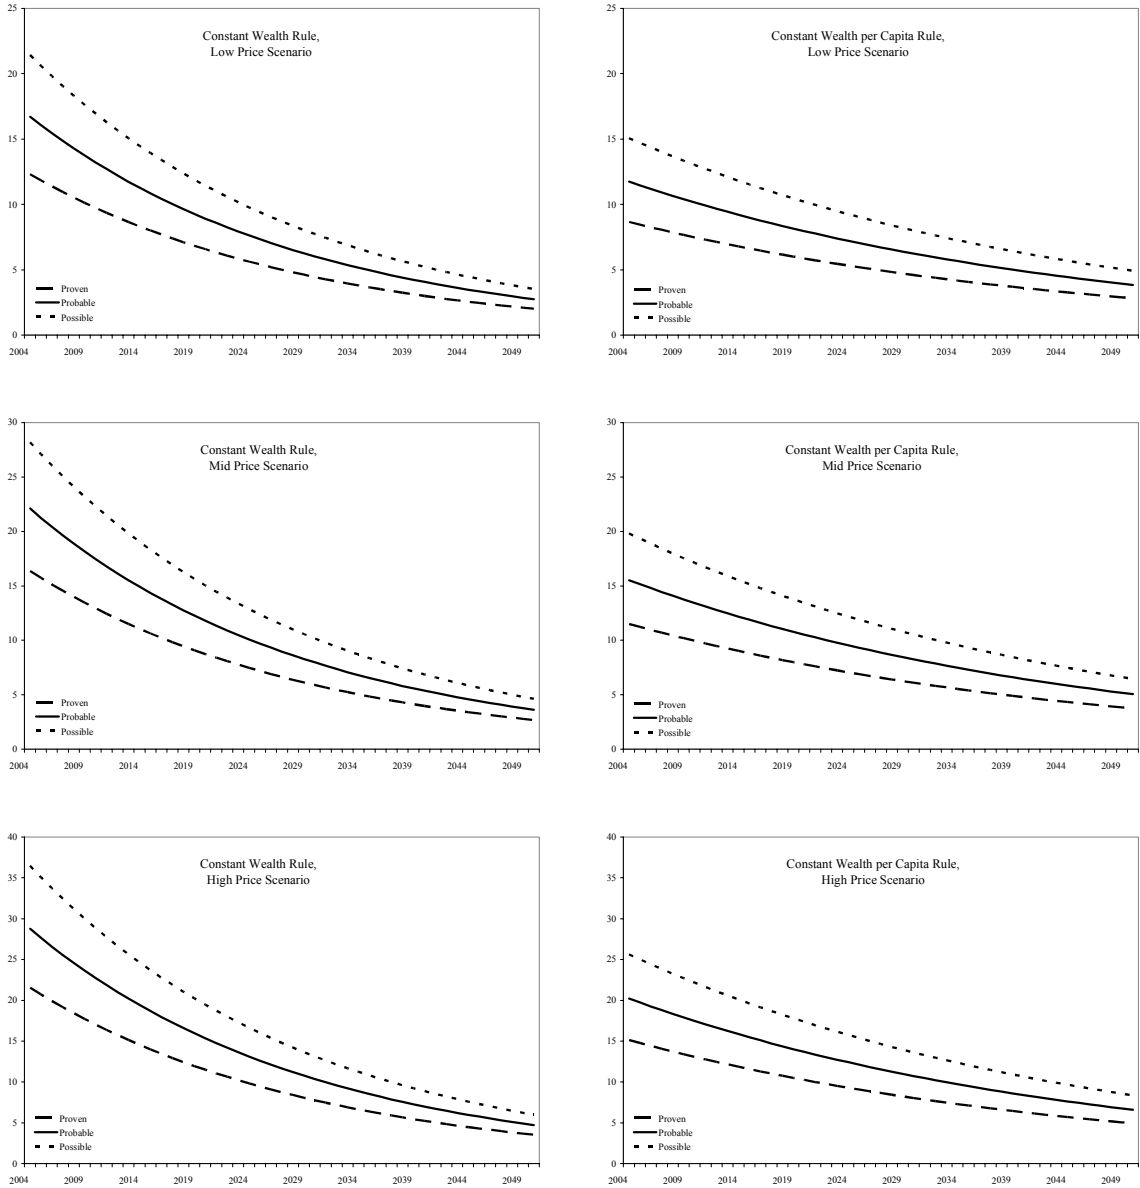 25
20
15
10
5
0
Constant Wealth Rule,
Low Price Scenario
Proven
Probable
Possible
2004 2009 2014 2019 2024 2029 2034 2039 2044 2049
25
20
15
10
5
0
Constant Wealth per Capita Rule,
Low Price Scenario
Proven
Probable
Possible
2004 2009 2014 2019 2024 2029 2034 2039 2044 2049
30
25
20
15
10
5
0
Constant Wealth Rule,
Mid Price Scenario
Proven
Probable
Possible
2004 2009 2014 2019 2024 2029 2034 2039 2044 2049
30
25
20
15
10
5
0
Constant Wealth per Capita Rule,
Mid Price Scenario
Proven
Probable
Possible
2004 2009 2014 2019 2024 2029 2034 2039 2044 2049
40
35
30
25
20
15
10
5
0
Constant Wealth Rule,
High Price Scenario
Proven
Probable
Possible
2004 2009 2014 2019 2024 2029 2034 2039 2044 2049
40
35
30
25
20
15
10
5
0
Constant Wealth per Capita Rule,
High Price Scenario
Proven
Probable
Possible
2004 2009 2014 2019 2024 2029 2034 2039 2044 2049